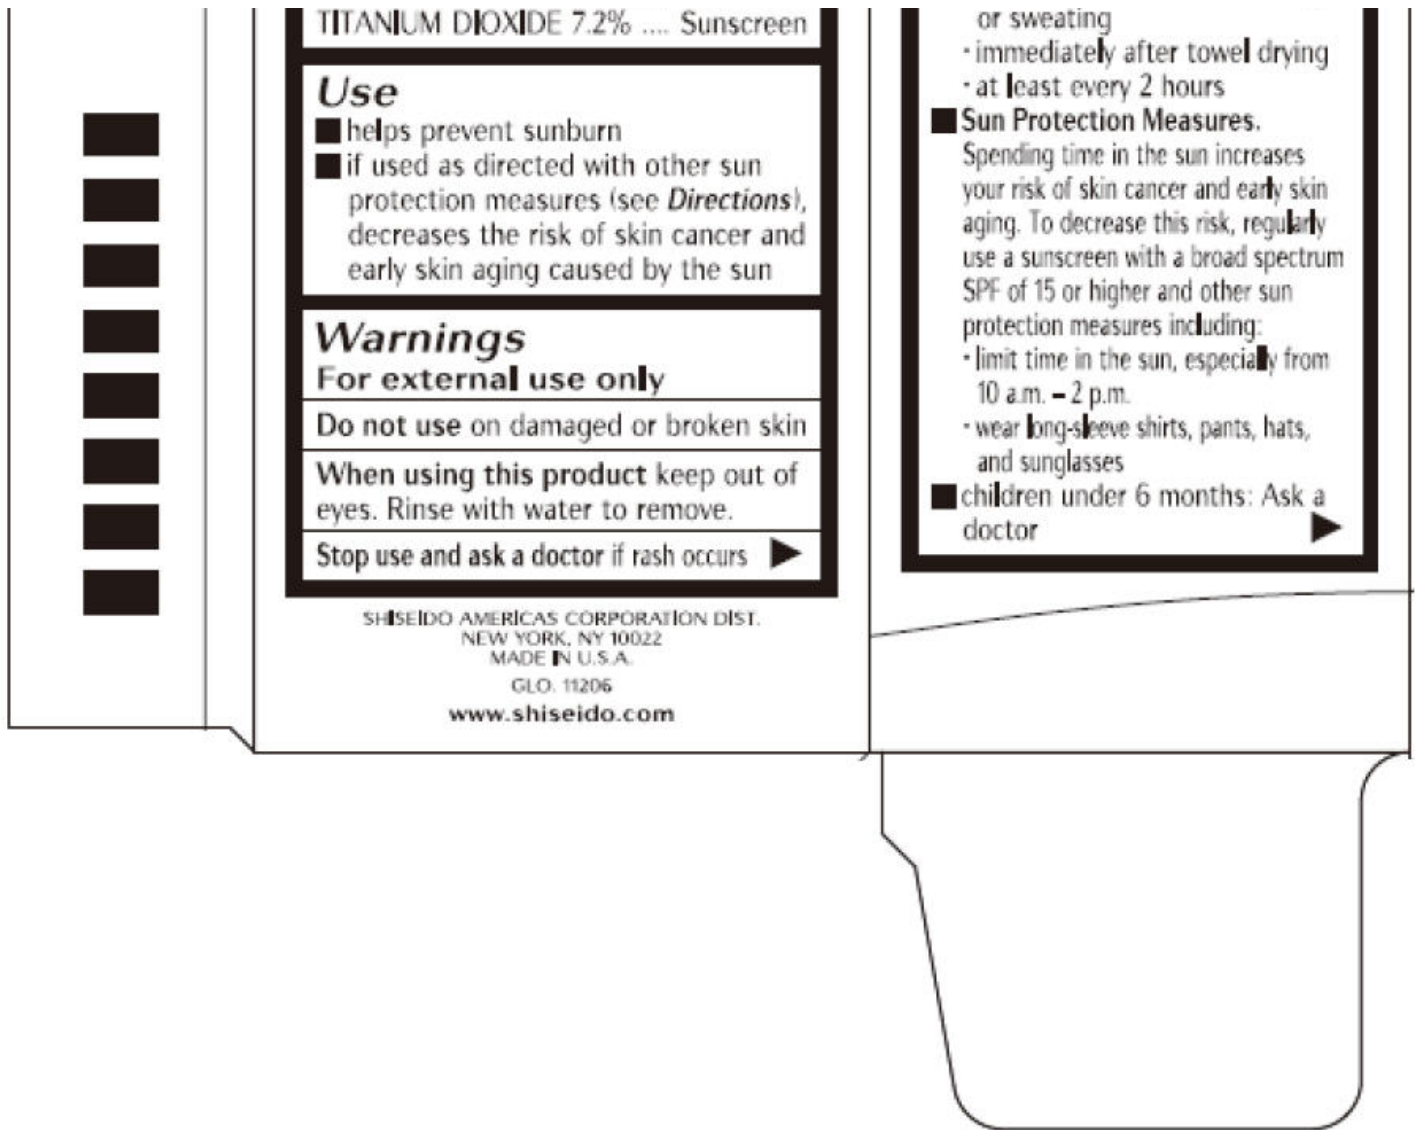 TITANIUM DIOXIDE 7.2% .... Sunscreen
Use
■ helps prevent sunburn
■ if used as directed with other sun
protection measures (see Directions),
decreases the risk of skin cancer and
early skin aging caused by the sun
Warnings
For external use only
Do not use on damaged or broken skin
When using this product keep out of
eyes. Rinse with water to remove.
Stop use and ask a doctor if rash occurs ▶
SHISEIDO AMERICAS CORPORATION DIST.
NEW YORK, NY 10022
MADE IN U.S.A.
GLO. 11206
www.shiseido.com
or sweating
· immediately after towel drying
· at least every 2 hours
■ Sun Protection Measures.
Spending time in the sun increases
your risk of skin cancer and early skin
aging. To decrease this risk, regularly
use a sunscreen with a broad spectrum
SPF of 15 or higher and other sun
protection measures including:
· limit time in the sun, especially from
10 a.m. – 2 p.m.
· wear long-sleeve shirts, pants, hats,
and sunglasses
■ children under 6 months: Ask a
doctor ▶